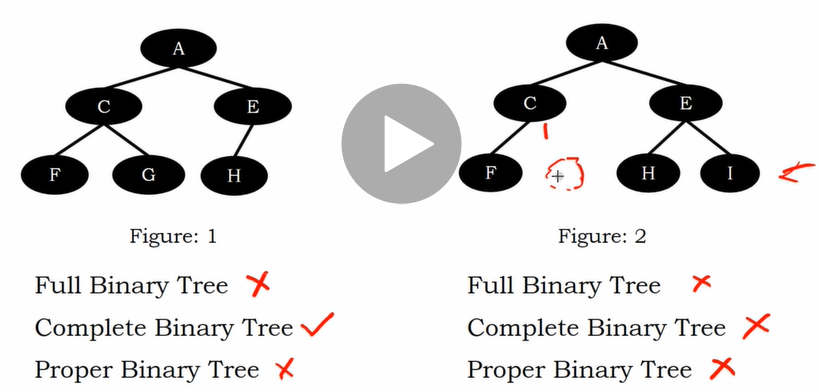 A
A
C
E
C
E
F
G
H
F
H
I
Figure: 1
Figure: 2
Full Binary Tree
Full Binary Tree
Complete Binary Tree
Complete Binary Tree
Proper Binary Tree
Proper Binary Tree